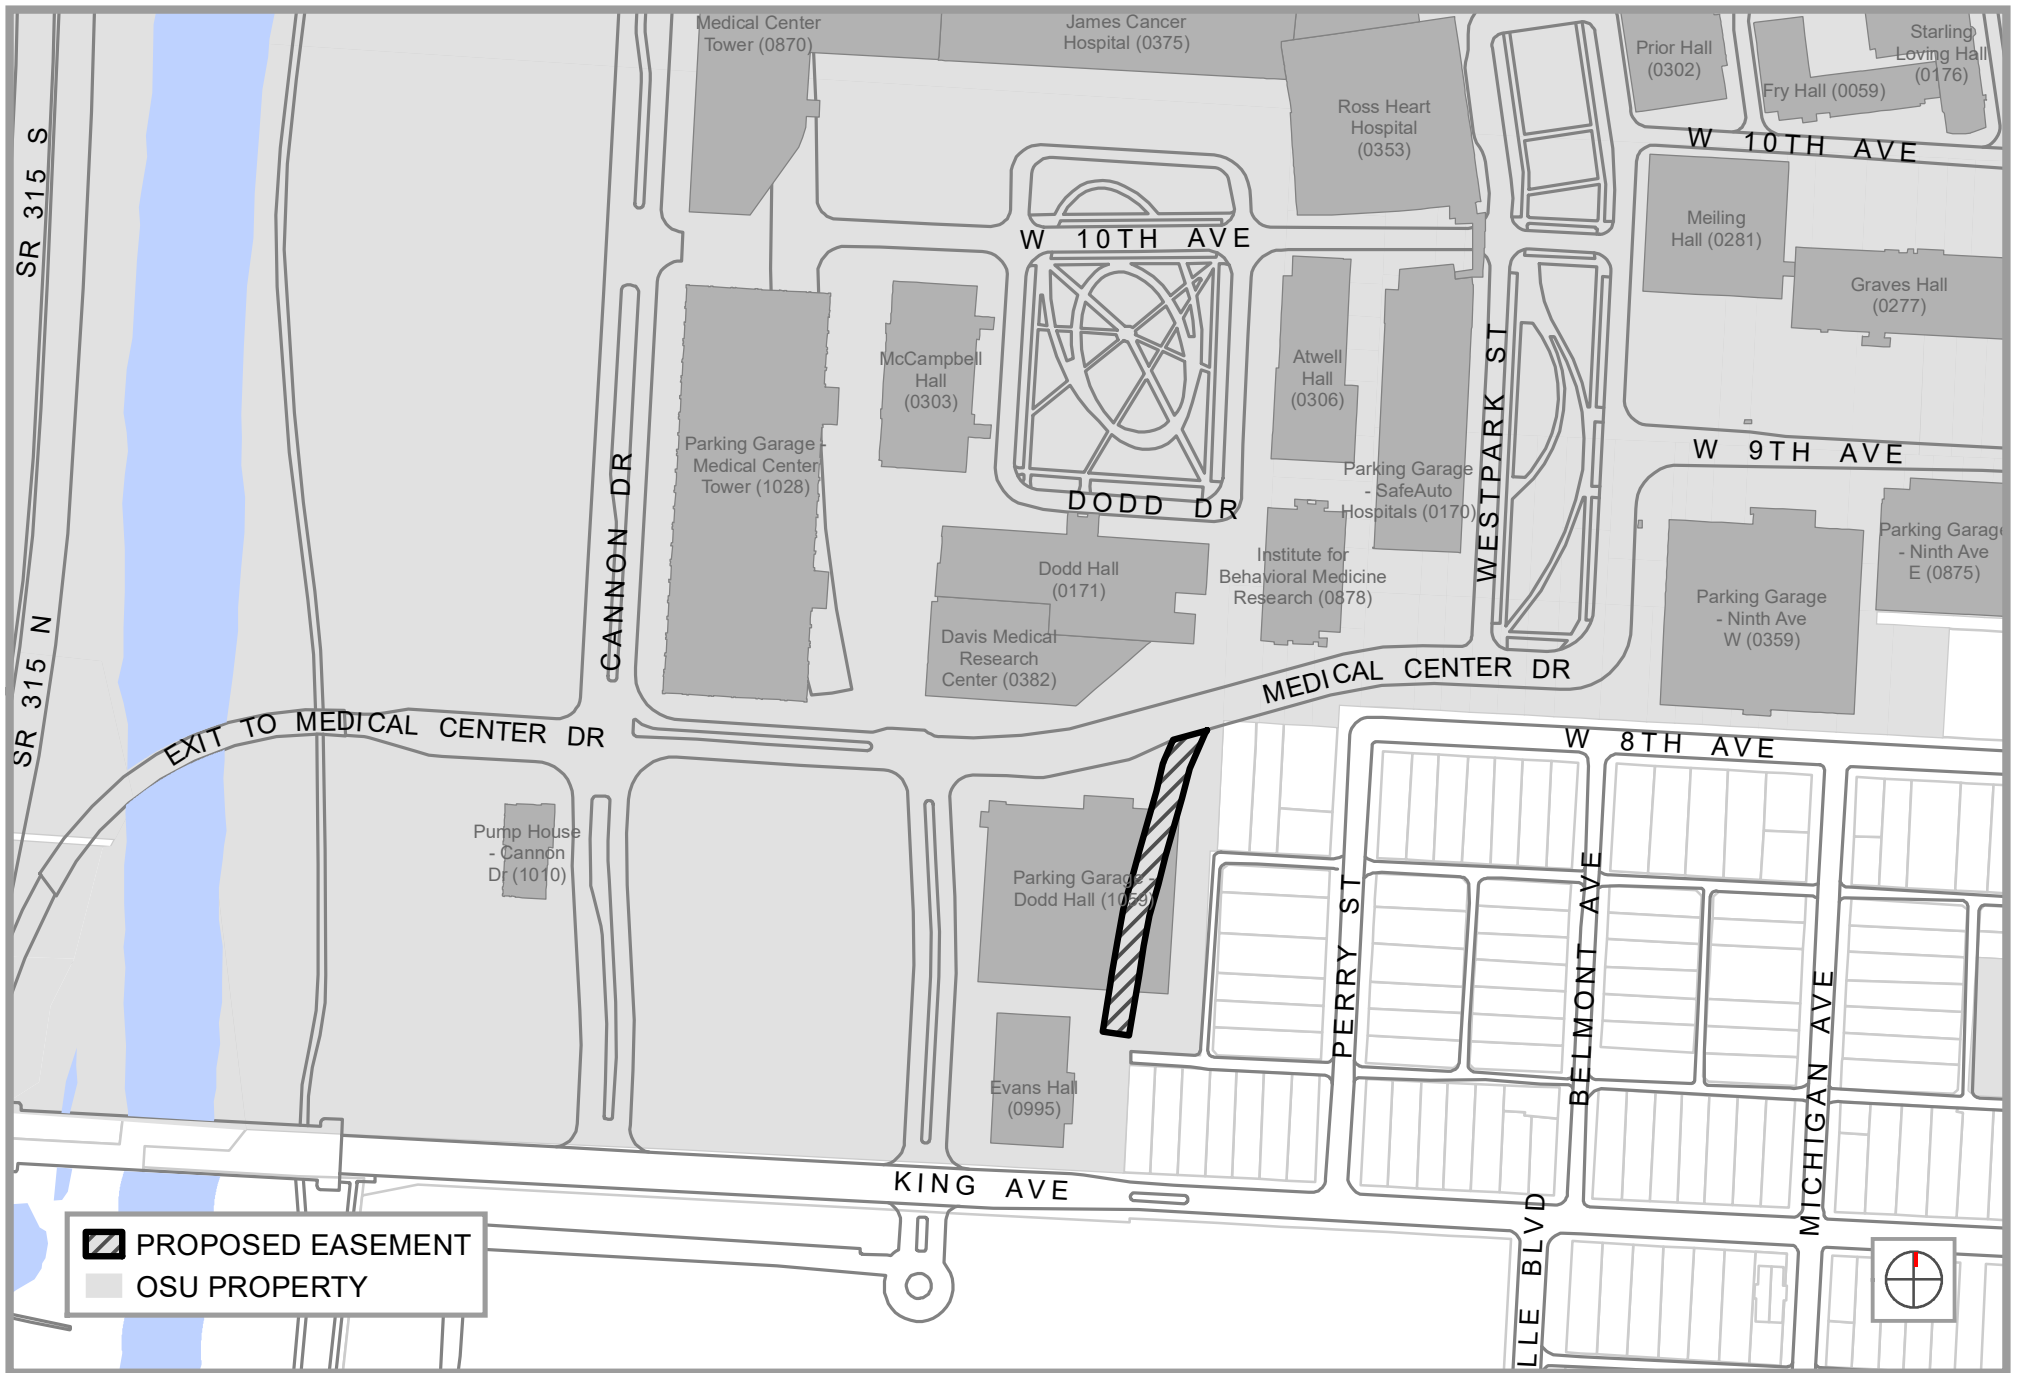 Medical Center
Tower (0870)
James Cancer
Hospital (0375)
Ross Heart
Hospital
(0353)
Prior Hall
(0302)
Fry Hall (0059)
Starling
Loving Hall
(0176)
W 10TH AVE
SR 315 S
W 10TH AVE
Meiling
Hall (0281)
Graves Hall
(0277)
McCampbell
Hall
(0303)
Atwell
Hall
(0306)
WESTPARK ST
Parking Garage -
Medical Center
Tower (1028)
CANNON DR
Parking Garage
- SafeAuto
Hospitals (0170)
W 9TH AVE
DODD DR
Parking Garage
- Ninth Ave
E (0875)
Dodd Hall
(0171)
Institute for
Behavioral Medicine
Research (0878)
Parking Garage
- Ninth Ave
W (0359)
Davis Medical
Research
Center (0382)
SR 315 N
MEDICAL CENTER DR
EXIT TO MEDICAL CENTER DR
W 8TH AVE
Pump House
- Cannon
Dr (1010)
Parking Garage -
Dodd Hall (1059)
PERRY ST
BELMONT AVE
MICHIGAN AVE
Evans Hall
(0995)
KING AVE
LLE BLVD
PROPOSED EASEMENT
OSU PROPERTY